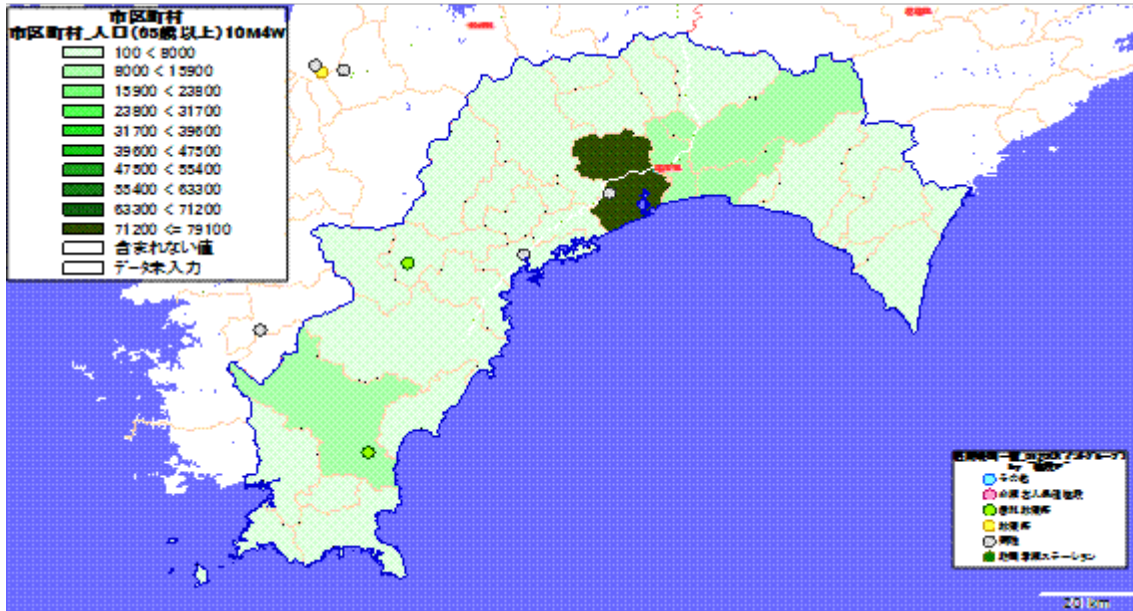 市区町村
市区町村_人口(65歳以上)10M4W
100 < 8000
8000 < 15900
15900 < 23800
23800 < 31700
31700 < 39600
39600 < 47500
47500 < 55400
55400 < 63300
63300 < 71200
71200 <= 79100
含まれない値
データ未入力
その他
介護老人保健施設
歯科診療所
診療所
病院
訪問看護ステーション
20 km